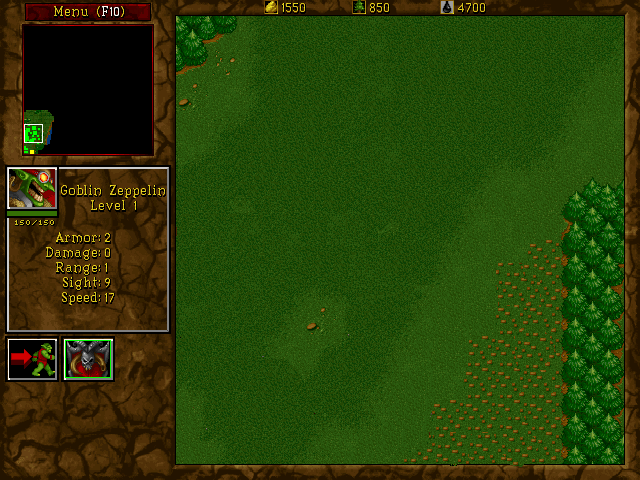 Menu (F10)
1550
850
4700
Goblin Zeppelin
Level 1
150/150
Armor: 2
Damage: 0
Range: 1
Sight: 9
Speed: 17